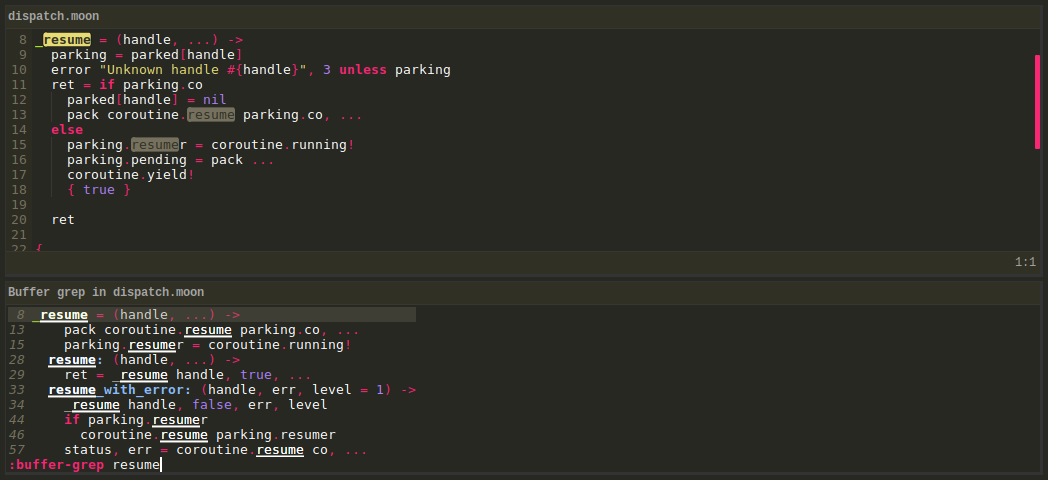 dispatch.moon
8 _resume = (handle, ...) ->
9   parking = parked[handle]
10   error "Unknown handle #{handle}", 3 unless parking
11   ret = if parking.co
12     parked[handle] = nil
13     pack coroutine.resume parking.co, ...
14   else
15     parking.resumer = coroutine.running!
16     parking.pending = pack ...
17     coroutine.yield!
18     { true }
19
20   ret
21
22 {
1:1
Buffer grep in dispatch.moon
8 _resume = (handle, ...) ->
13     pack coroutine.resume parking.co, ...
15     parking.resumer = coroutine.running!
28   resume: (handle, ...) ->
29     ret = _resume handle, true, ...
33   resume_with_error: (handle, err, level = 1) ->
34     _resume handle, false, err, level
44     if parking.resumer
46       coroutine.resume parking.resumer
57     status, err = coroutine.resume co, ...
:buffer-grep resume